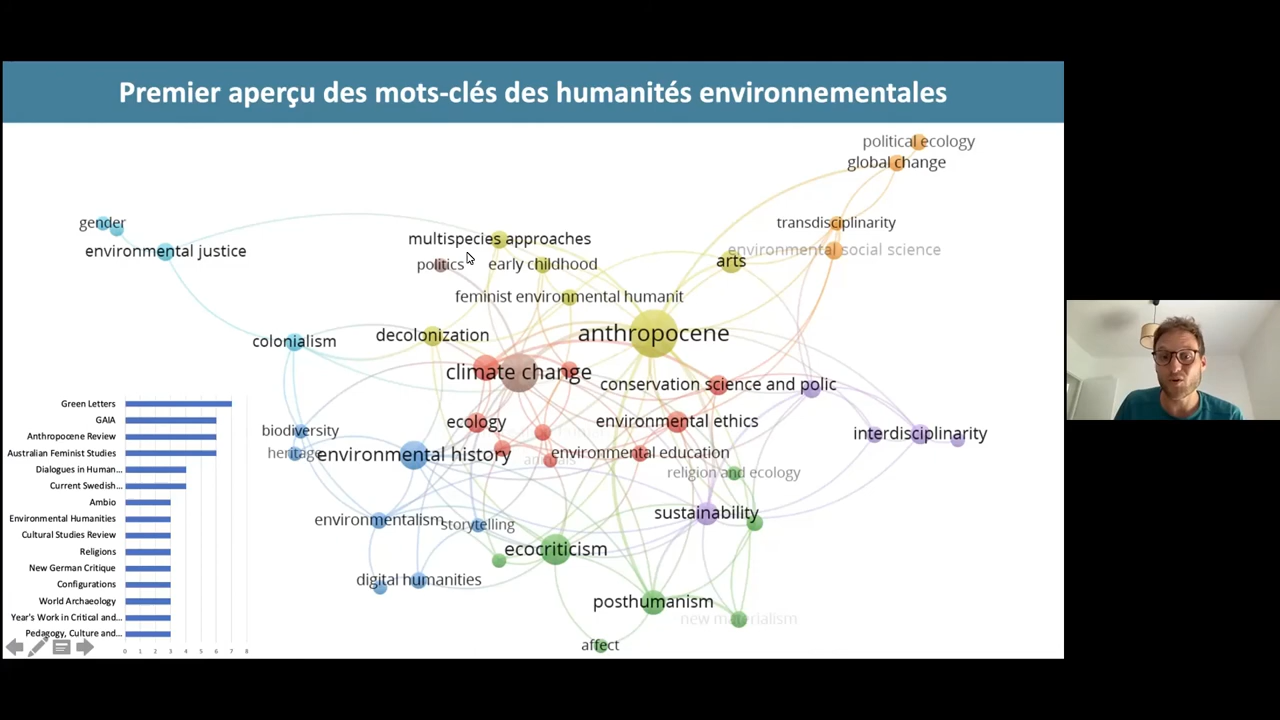 Premier aperçu des mots-clés des humanités environnementales
political ecology
global change
gender
transdisciplinarity
multispecies approaches
environmental justice
environmental social science
arts
politics
early childhood
feminist environmental humanit
anthropocene
decolonization
colonialism
climate change
conservation science and polic
ecology
environmental ethics
biodiversity
interdisciplinarity
heritage
environmental history
environmental education
animals
religion and ecology
sustainability
environmentalism
storytelling
ecocriticism
digital humanities
posthumanism
new materialism
affect
Green Letters
GAIA
Anthropocene Review
Australian Feminist Studies
Dialogues in Human...
Current Swedish...
Ambio
Environmental Humanities
Cultural Studies Review
Religions
New German Critique
Configurations
World Archaeology
Year's Work in Critical and...
Pedagogy, Culture and...
0 1 2 3 4 5 6 7 8